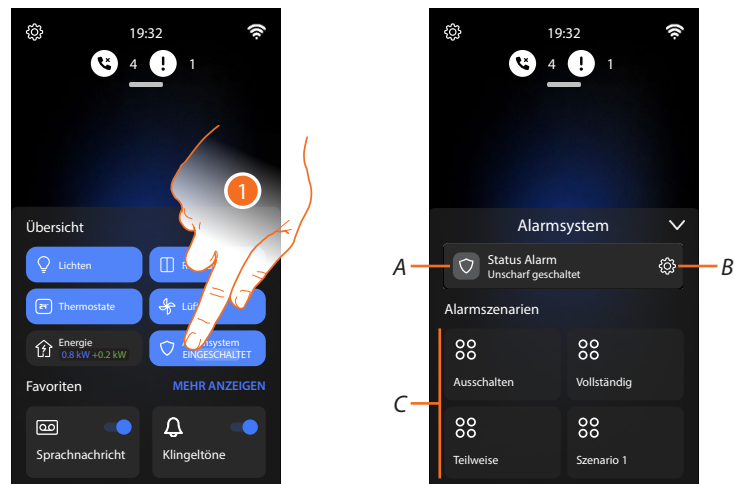 19:32
4
1
1
Übersicht
Lichten
Thermostate
Energie
0.8 kW +0.2 kW
EINGESCHALTET
Favoriten
MEHR ANZEIGEN
Sprachnachricht
Klingeltöne
19:32
4
1
Alarmsystem
A
Status Alarm
Unscharf geschaltet
B
Alarmszenarien
C
Ausschalten
Vollständig
Teilweise
Szenario 1